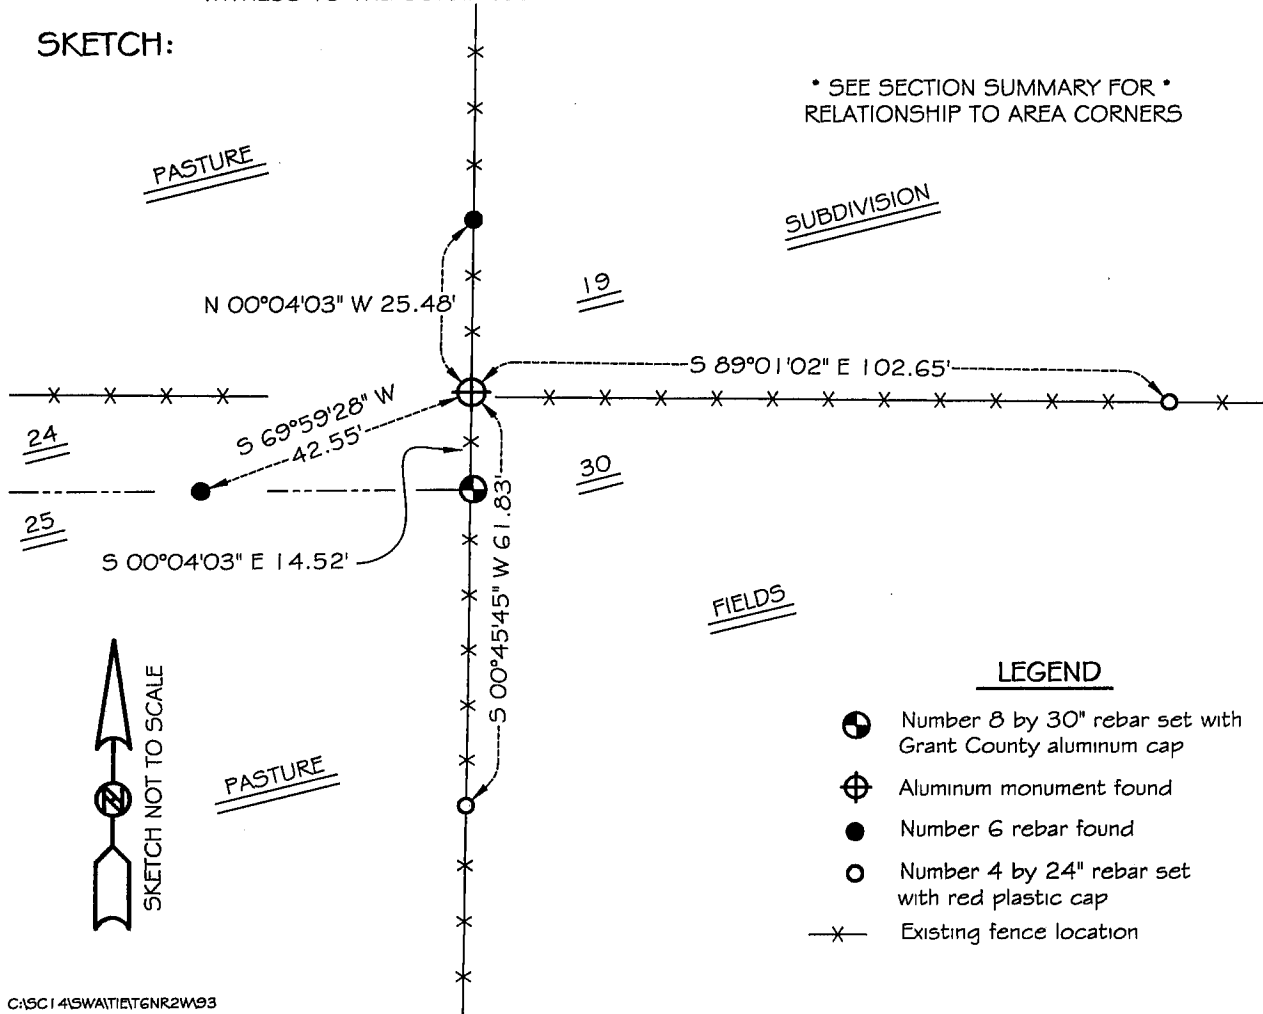 SKETCH:
* SEE SECTION SUMMARY FOR *
RELATIONSHIP TO AREA CORNERS
PASTURE
SUBDIVISION
19
N 00°04'03" W 25.48'
S 89°01'02" E 102.65'
S 69°59'28" W
42.55'
24
30
25
S 00°04'03" E 14.52'
S 00°45'45" W 61.83'
FIELDS
PASTURE
N
SKETCH NOT TO SCALE
LEGEND
Number 8 by 30" rebar set with
Grant County aluminum cap
Aluminum monument found
Number 6 rebar found
Number 4 by 24" rebar set
with red plastic cap
Existing fence location
C:\SC14\SWA\TIE\T6NR2W\93